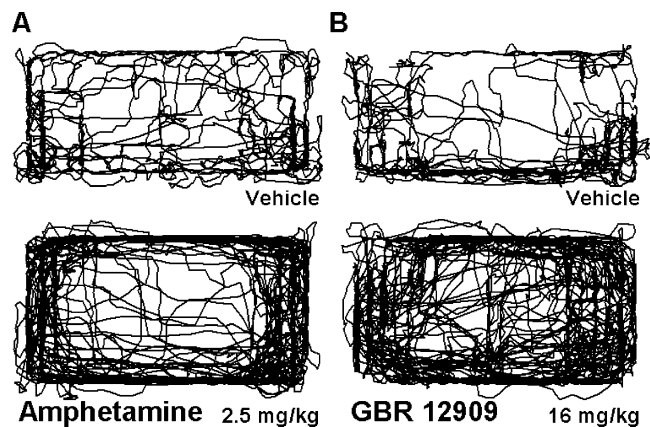 A
B
Vehicle
Vehicle
Amphetamine 2.5 mg/kg
GBR 12909 16 mg/kg